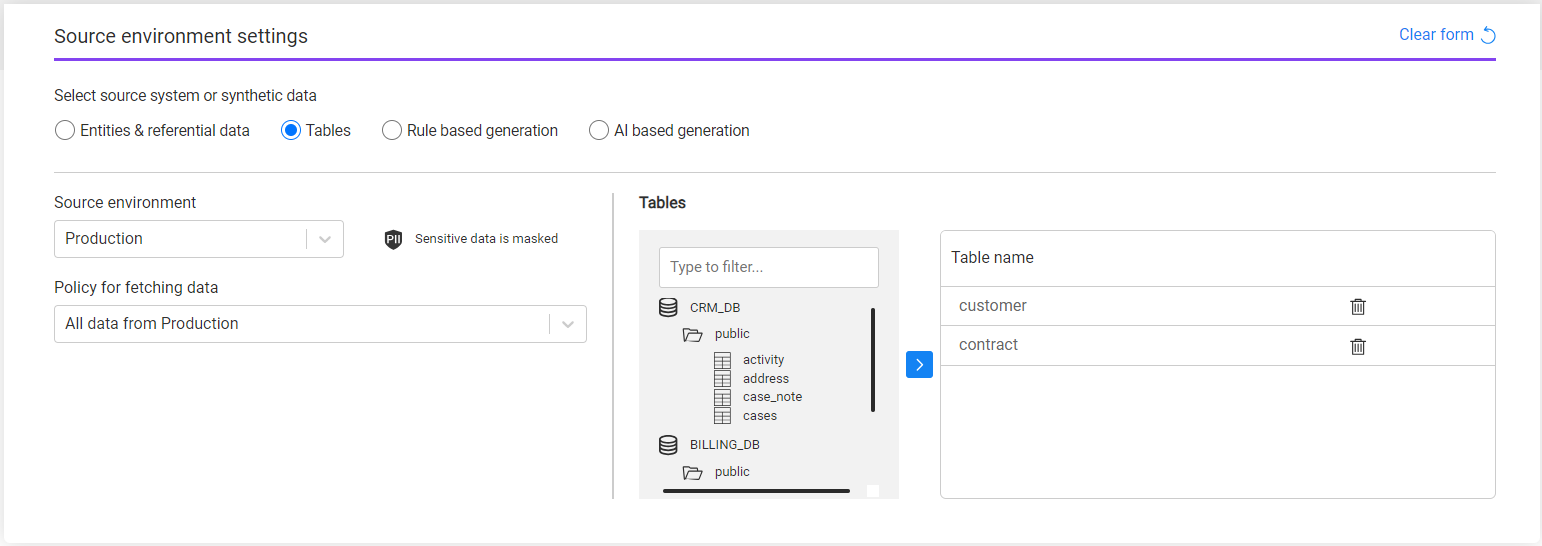 Source environment settings
Clear form
Select source system or synthetic data
Entities & referential data
Tables
Rule based generation
AI based generation
Source environment
Production
PII
Sensitive data is masked
Policy for fetching data
All data from Production
Tables
Type to filter...
CRM_DB
public
activity
address
case_note
cases
BILLING_DB
public
Table name
customer
contract